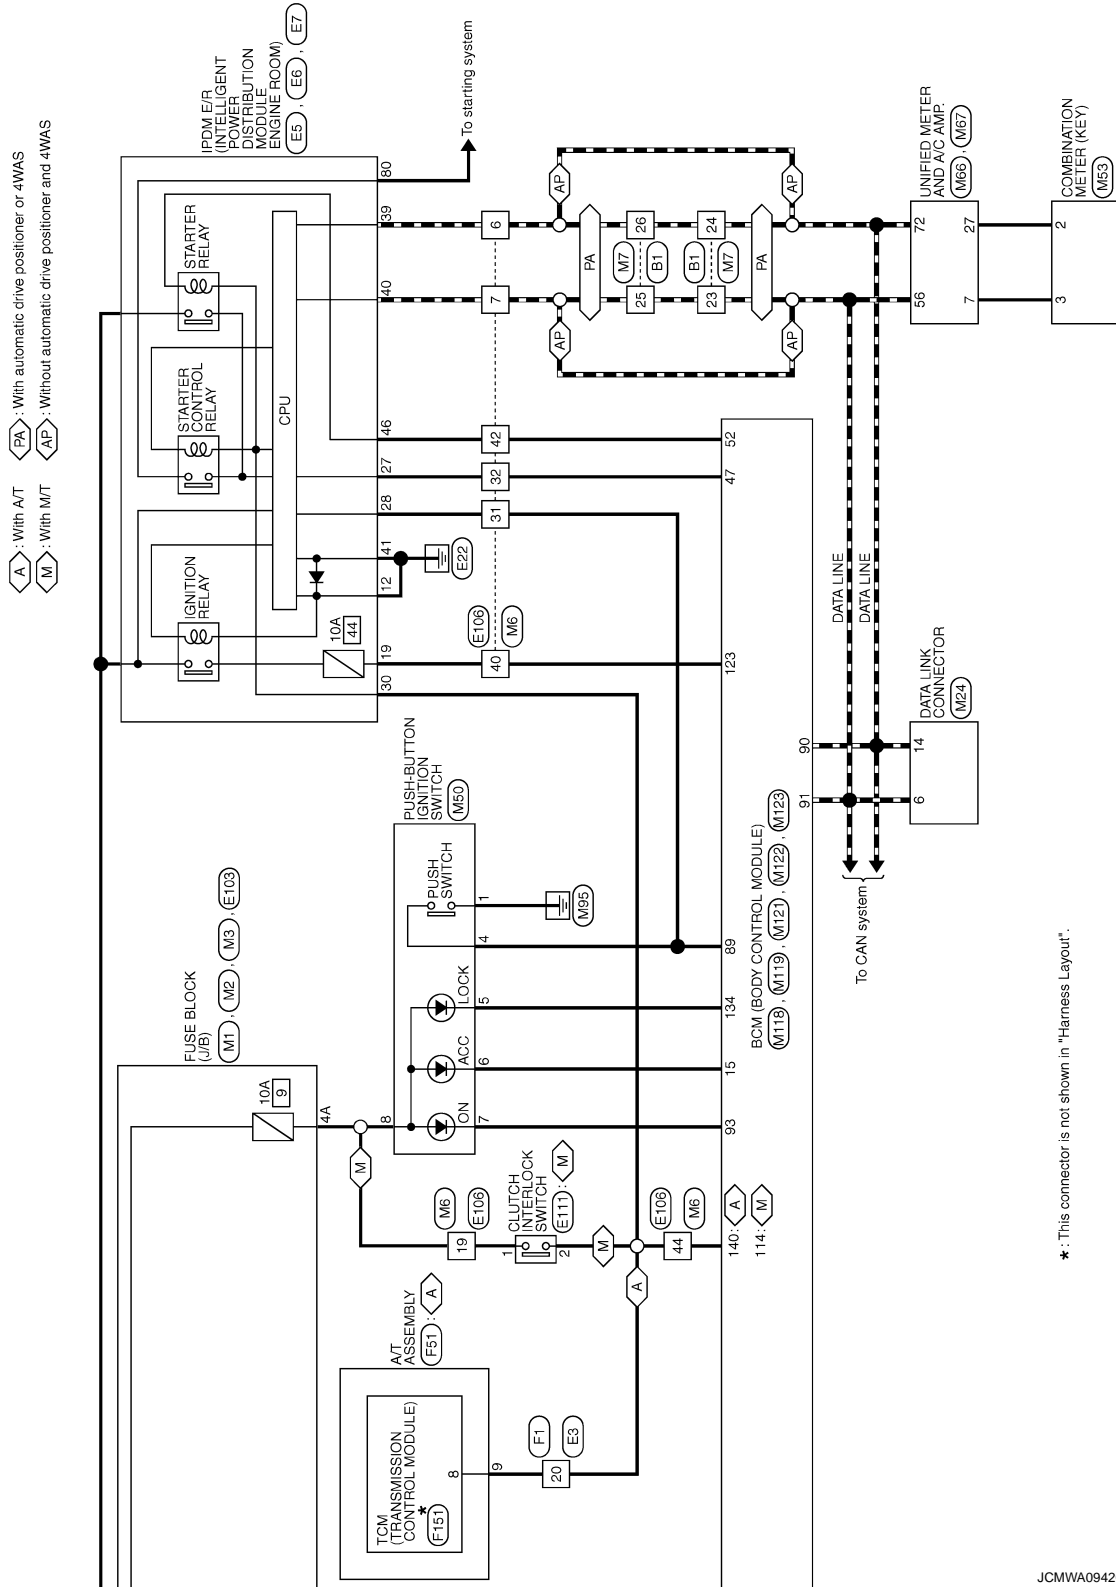 A : With A/T
M : With M/T
PA : With automatic drive positioner or 4WAS
AP : Without automatic drive positioner and 4WAS
IPDM E/R
(INTELLIGENT
POWER
DISTRIBUTION
MODULE
ENGINE ROOM)
E5 , E6 , E7
IGNITION
RELAY
STARTER
CONTROL
RELAY
STARTER
RELAY
CPU
10A
44
30
19
12
41
28
27
46
40
39
80
To starting system
E22
E106
M6
40
31
32
42
7
6
AP
AP
PA
M7
B1
25
26
B1
M7
23
24
PA
AP
AP
FUSE BLOCK
(J/B)
M1 , M2 , M3 , E103
10A
9
4A
PUSH-BUTTON
IGNITION
SWITCH
M50
8
ON
ACC
LOCK
PUSH
SWITCH
7
6
5
4
1
M95
M
M6
E106
19
CLUTCH
INTERLOCK
SWITCH
E111 : M
1
2
M
A
E106
M6
44
A/T
ASSEMBLY
F51 : A
TCM
(TRANSMISSION
CONTROL MODULE)
*
F151
8
9
F1
E3
20
140: A
114: M
93
15
134
89
123
47
52
BCM (BODY CONTROL MODULE)
M118 , M119 , M121 , M122 , M123
91
90
DATA LINE
DATA LINE
To CAN system
DATA LINK
CONNECTOR
M24
6
14
UNIFIED METER
AND A/C AMP.
M66 , M67
56
72
7
27
COMBINATION
METER (KEY)
M53
3
2
* : This connector is not shown in "Harness Layout".
JCMWA0942